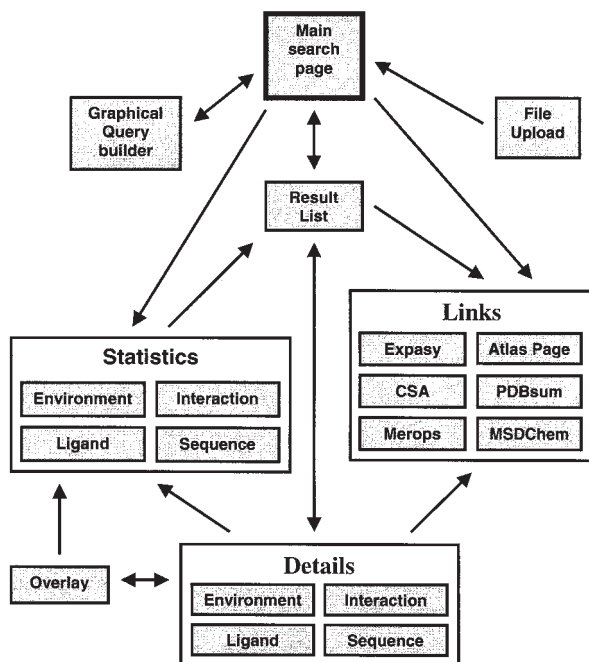 Main
search
page
Graphical
Query
builder
File
Upload
Result
List
Links
Expasy
Atlas Page
CSA
PDBsum
Merops
MSDChem
Statistics
Environment
Interaction
Ligand
Sequence
Overlay
Details
Environment
Interaction
Ligand
Sequence